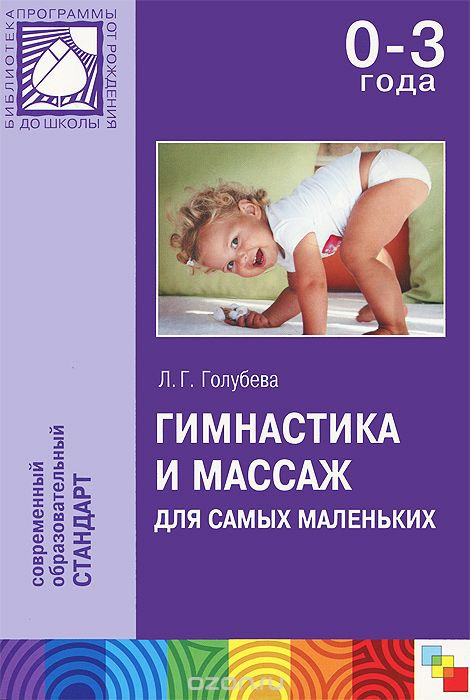 БИБЛИОТЕКА
ПРОГРАММЫ
ОТ РОЖДЕНИЯ
ДО ШКОЛЫ
0-3
года
Л. Г. Голубева
ГИМНАСТИКА
И МАССАЖ
ДЛЯ САМЫХ МАЛЕНЬКИХ
современный
образовательный
СТАНДАРТ
ozon.ru